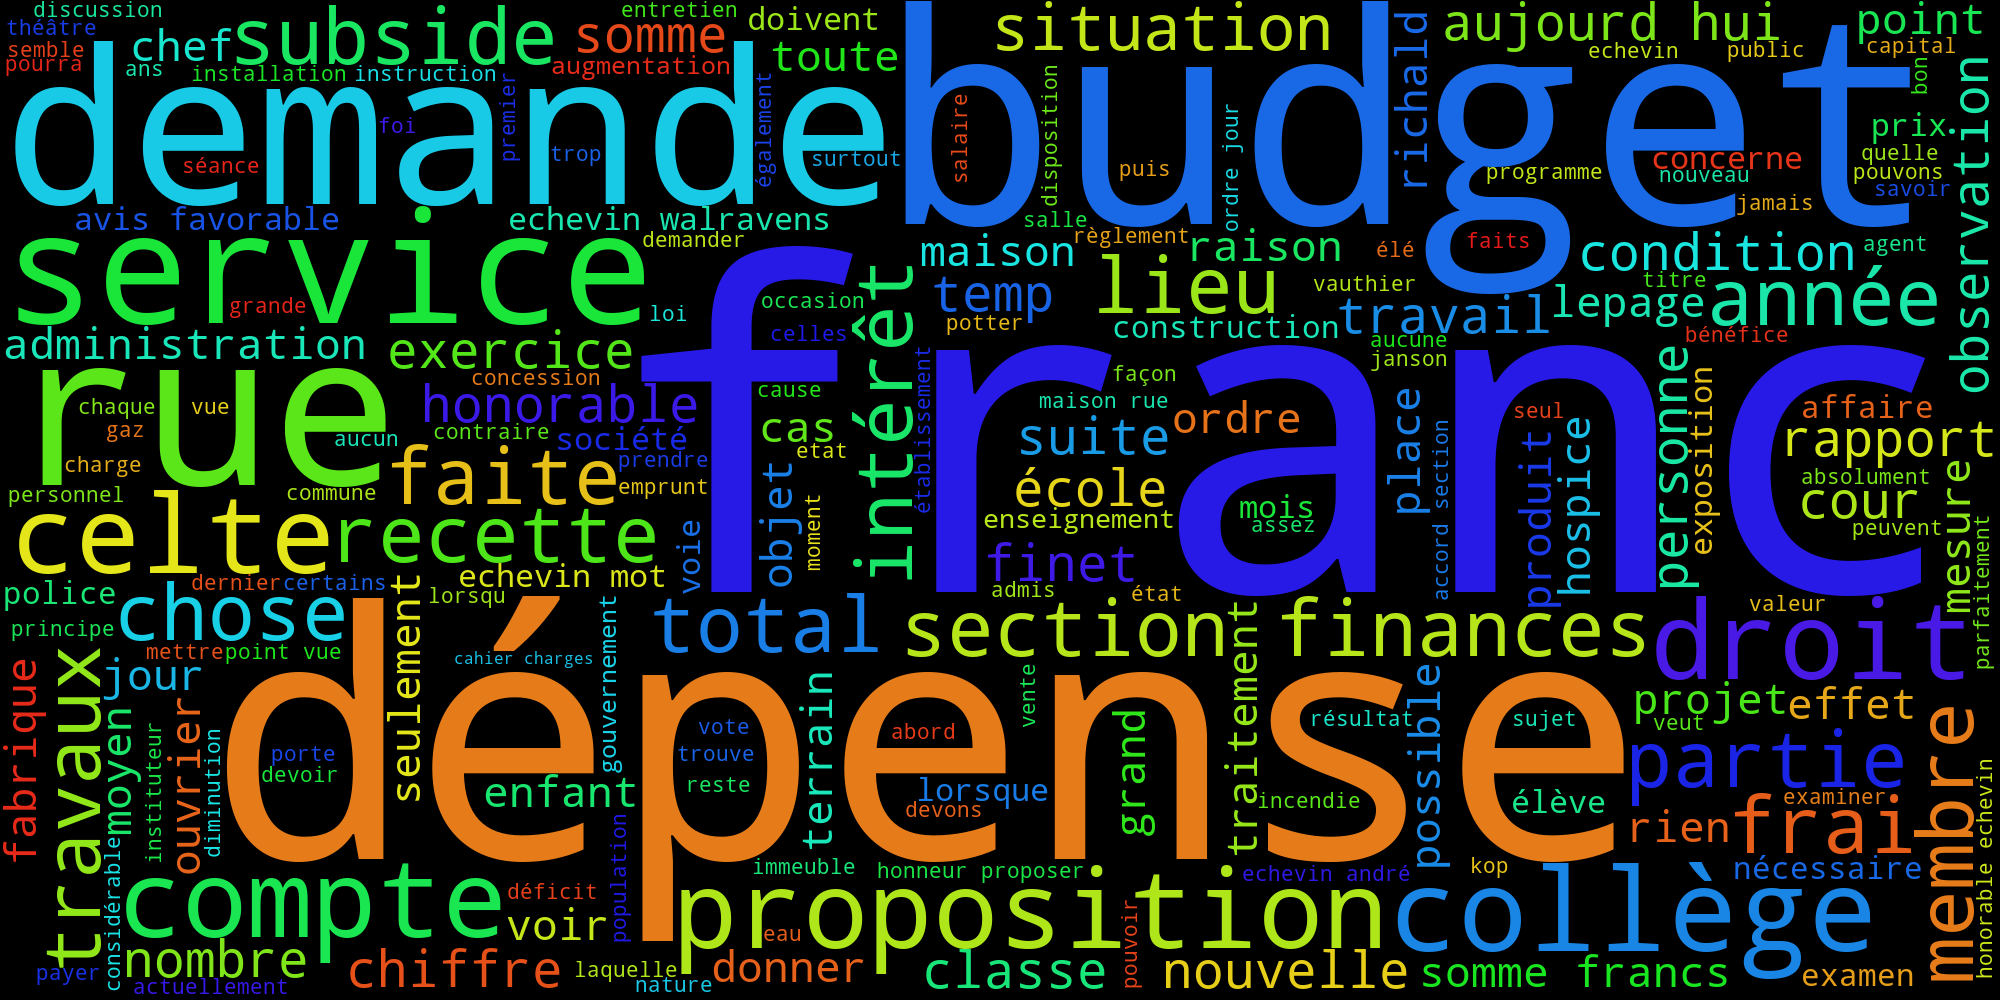 discussion
théâtre
semble
pourra
chef
subside
ans
installation
instruction
entretien
somme
augmentation
doivent
toute
situation
richald
aujourd hui
echevin
public
point
capital
bon
demande
budget
foi
premier
séance
trop
également
surtout
salaire
disposition
puis
ordre jour
programme
concerne
nouveau
prix
quelle
pouvons
savoir
jamais
observation
avis favorable
echevin walravens
demander
salle
règlement
maison
raison
élé
faits
condition
agent
service
grande
loi
occasion
celles
intérêt
temp
potter
lieu
construction
vauthier
travail
lepage
titre
année
bénéfice
aucune
janson
administration
exercice
franc
rue
chaque
vue
gaz
charge
aucun
concession
honorable
contraire
société
prendre
cause
cas
etat
établissement
façon
maison rue
suite
ordre
école
enseignement
mois
assez
place
accord section
seul
produit
hospice
personne
exposition
affaire
rapport
absolument
cour
peuvent
mesure
parfaitement
personnel
commune
faite
emprunt
celte
recette
voie
objet
moment
finet
admis
état
police
dernier
certains
echevin mot
lorsqu
principe
chose
mettre
point vue
seulement
cahier charges
gouvernement
total
section
finances
traitement
droit
valeur
fabrique
travaux
jour
moyen
instituteur
ouvrier
diminution
considérable
dépense
porte
devoir
enfant
population
vote
trouve
reste
terrain
abord
lorsque
devons
vente
grand
résultat
incendie
possible
sujet
élève
projet
veut
effet
partie
rien
examiner
frai
membre
honorable echevin
compte
déficit
voir
immeuble
honneur proposer
echevin andré
kop
nécessaire
proposition
collège
eau
pouvoir
payer
nombre
actuellement
chiffre
laquelle
nature
donner
classe
nouvelle
somme francs
examen